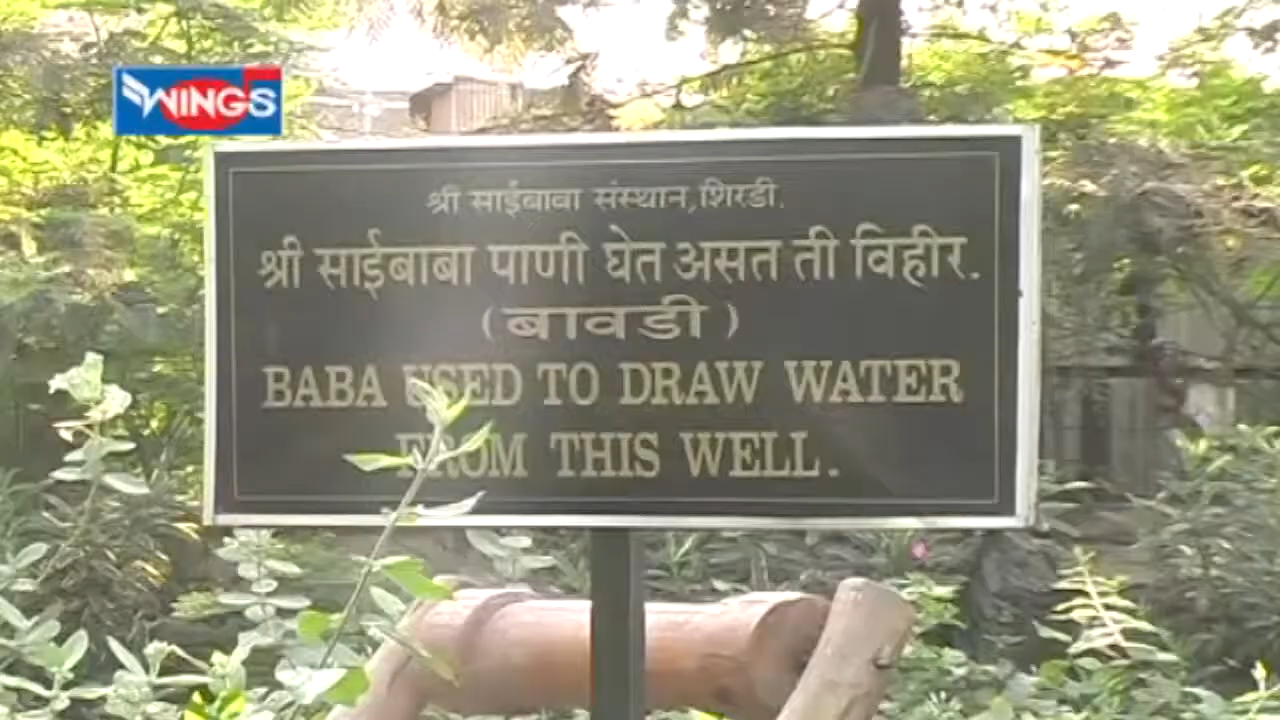 WINGS
श्री साईबाबा संस्थान, शिरडी.
श्री साईबाबा पाणी घेत असत ती विहीर.
(बावडी)
BABA USED TO DRAW WATER
FROM THIS WELL.